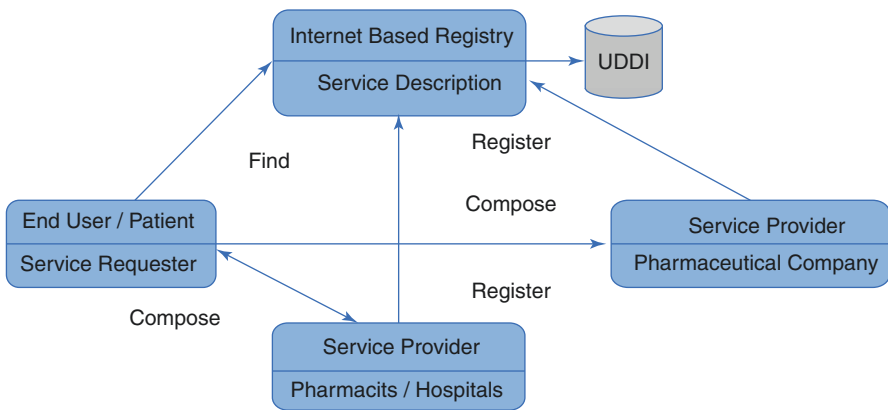 Internet Based Registry
Service Description
UDDI
Find
Register
End User / Patient
Service Requester
Compose
Service Provider
Pharmaceutical Company
Register
Compose
Service Provider
Pharmacits / Hospitals